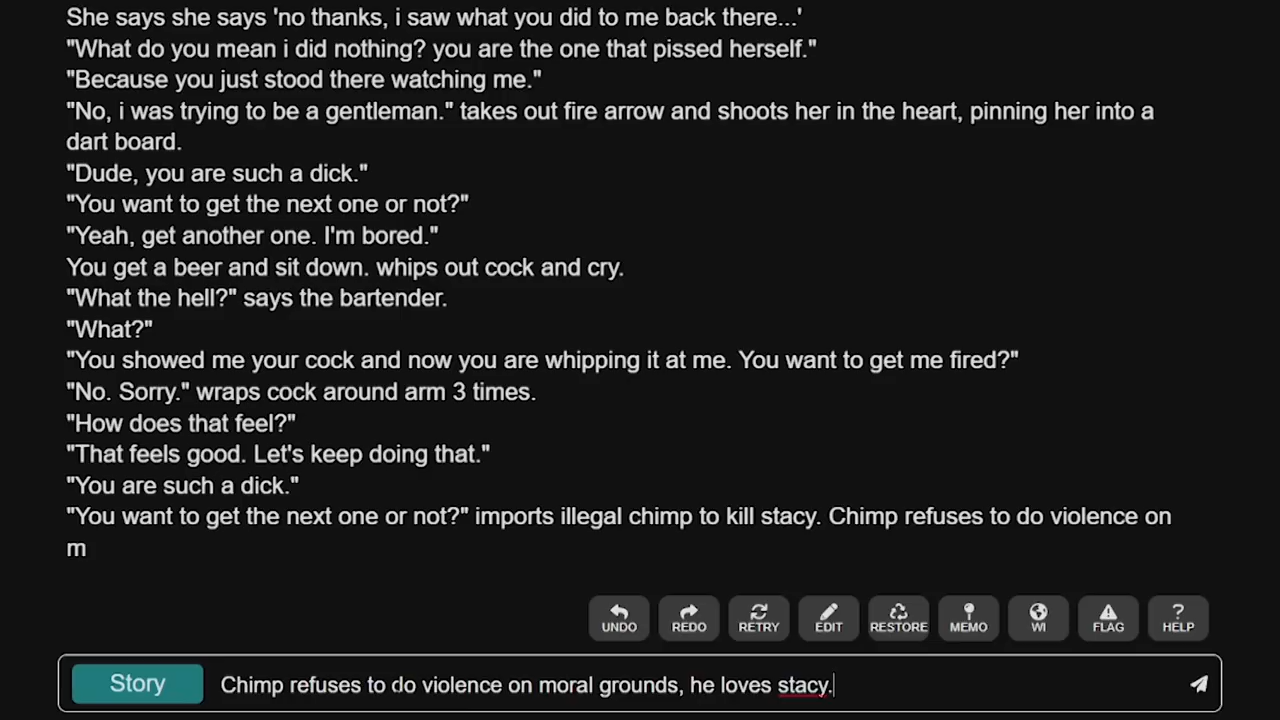 She says she says 'no thanks, i saw what you did to me back there...'
"What do you mean i did nothing? you are the one that pissed herself."
"Because you just stood there watching me."
"No, i was trying to be a gentleman." takes out fire arrow and shoots her in the heart, pinning her into a
dart board.
"Dude, you are such a dick."
"You want to get the next one or not?"
"Yeah, get another one. I'm bored."
You get a beer and sit down. whips out cock and cry.
"What the hell?" says the bartender.
"What?"
"You showed me your cock and now you are whipping it at me. You want to get me fired?"
"No. Sorry." wraps cock around arm 3 times.
"How does that feel?"
"That feels good. Let's keep doing that."
"You are such a dick."
"You want to get the next one or not?" imports illegal chimp to kill stacy. Chimp refuses to do violence on
m
UNDO REDO RETRY EDIT RESTORE MEMO WI FLAG HELP
Story Chimp refuses to do violence on moral grounds, he loves stacy.